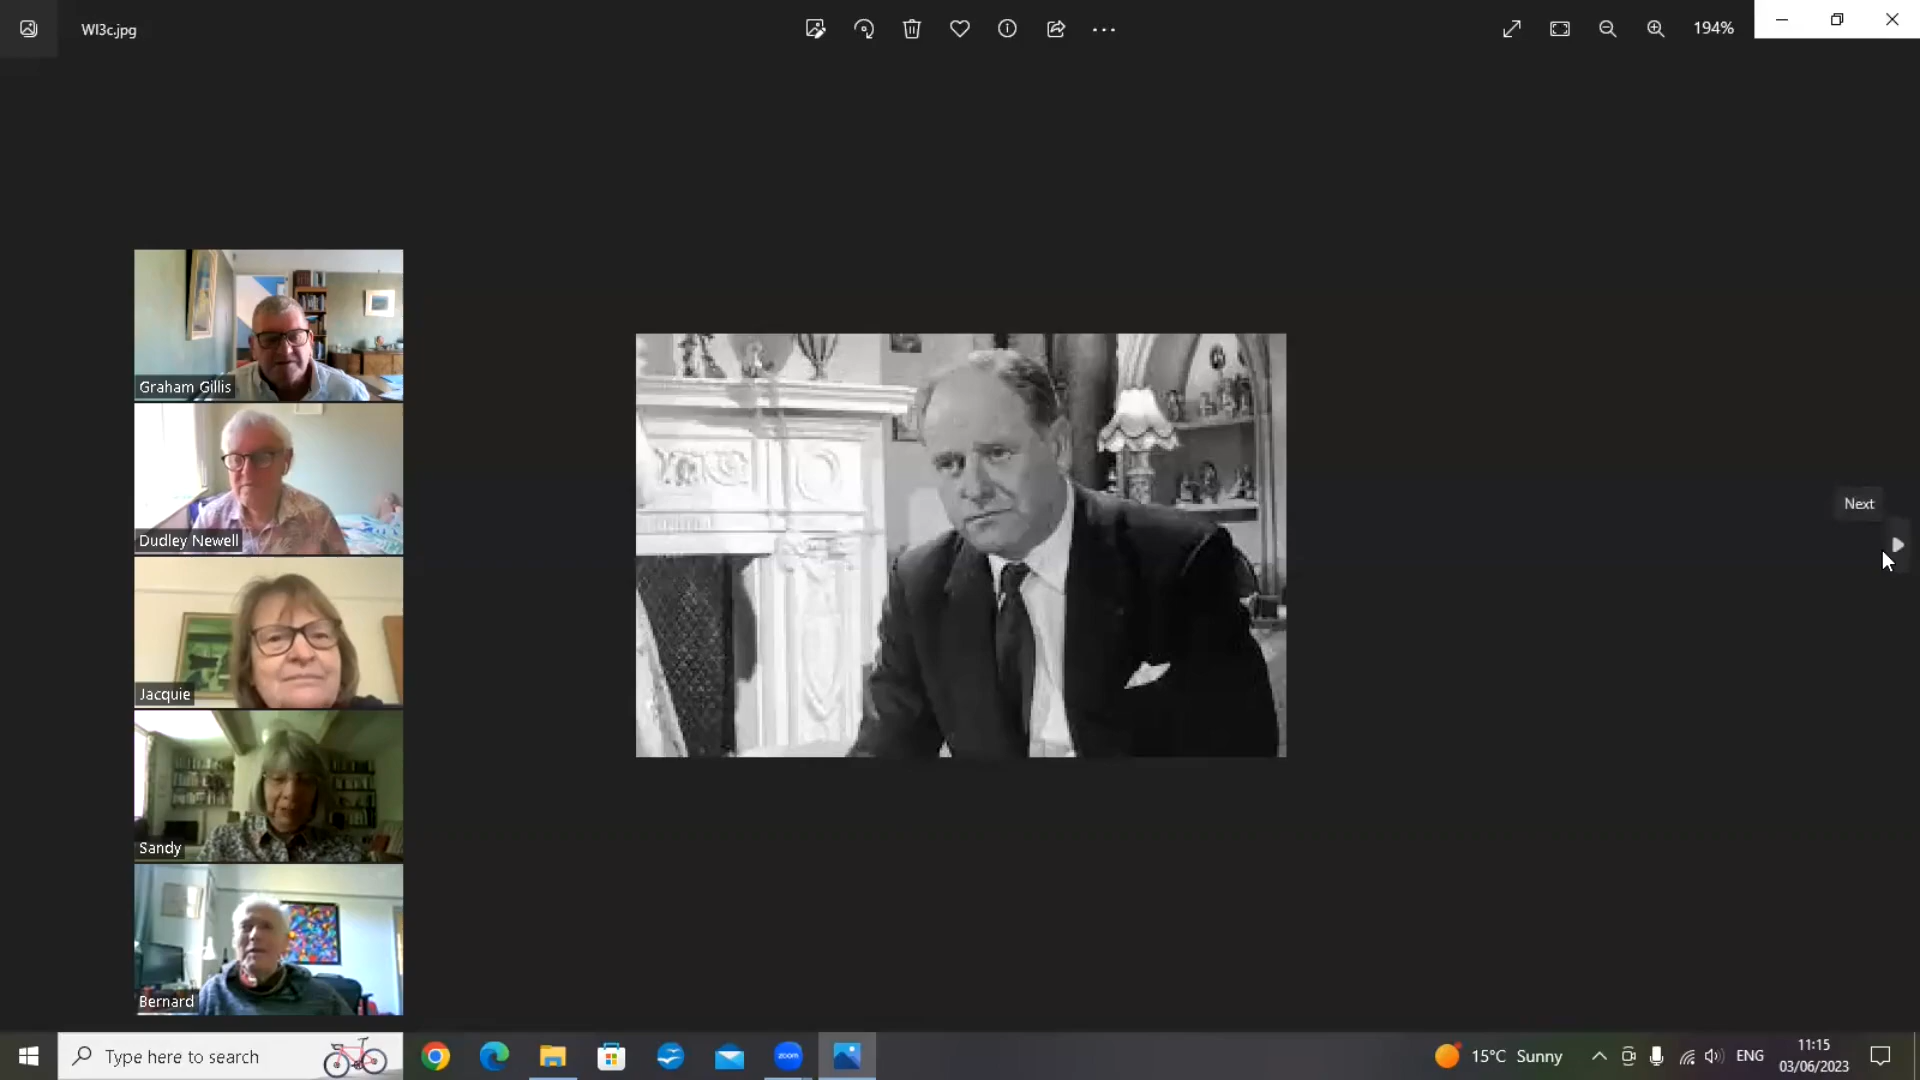 WI3c.jpg
194%
Graham Gillis
Dudley Newell
Jacquie
Sandy
Bernard
Next
Type here to search
zoom
15°C Sunny
ENG
11:15
03/06/2023